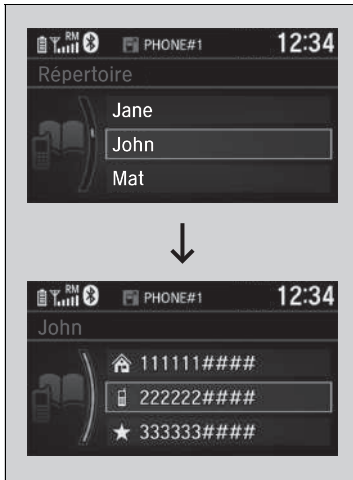 RM PHONE#1 12:34
Répertoire
Jane
John
Mat
RM PHONE#1 12:34
John
111111####
222222####
333333####